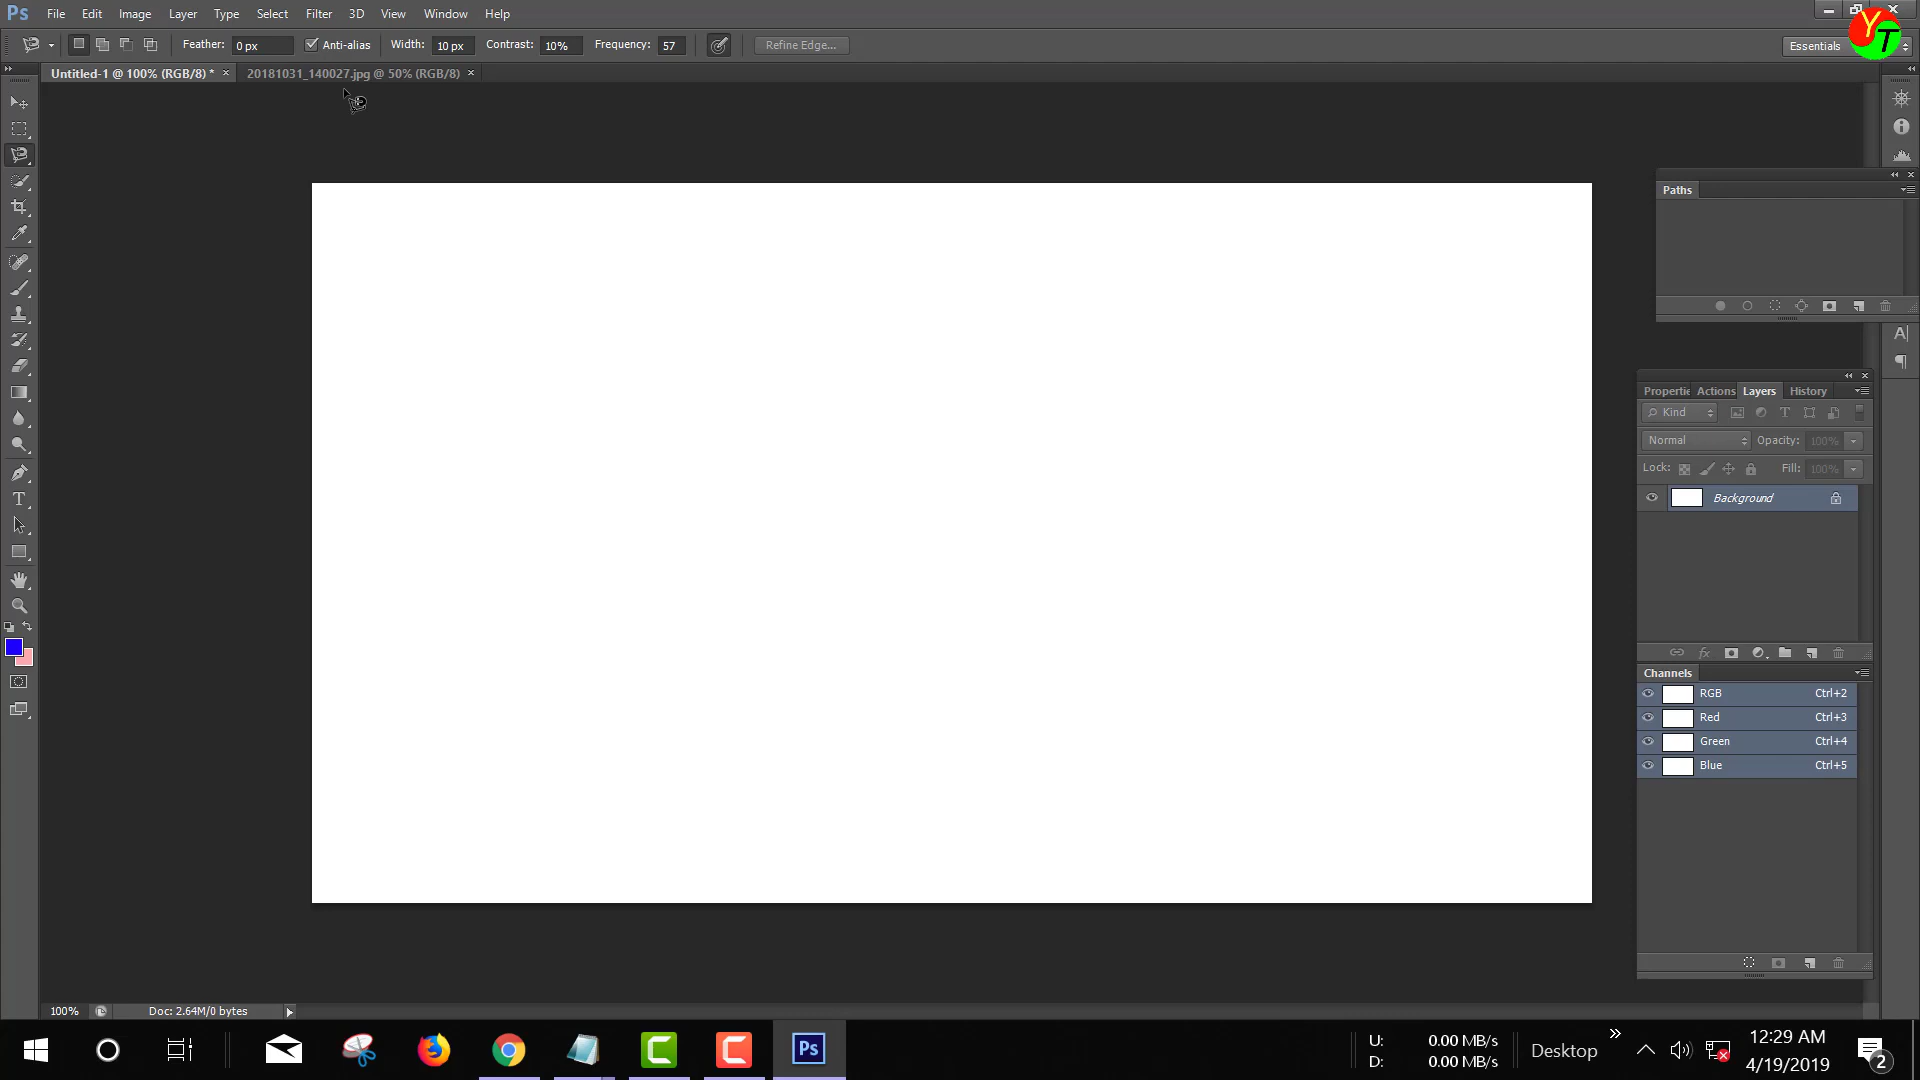 Ps File Edit Image Layer Type Select Filter 3D View Window Help
Feather: 0 px Anti-alias Width: 10 px Contrast: 10% Frequency: 57 Refine Edge... Essentials
YT
Untitled-1 @ 100% (RGB/8) * × 20181031_140027.jpg @ 50% (RGB/8) ×
Paths
Properties Actions Layers History
Kind
Normal Opacity: 100%
Lock: Fill: 100%
Background
Channels
RGB Ctrl+2
Red Ctrl+3
Green Ctrl+4
Blue Ctrl+5
100% Doc: 2.64M/0 bytes
U: 0.00 MB/s
D: 0.00 MB/s
Desktop
12:29 AM
4/19/2019
2
Ps